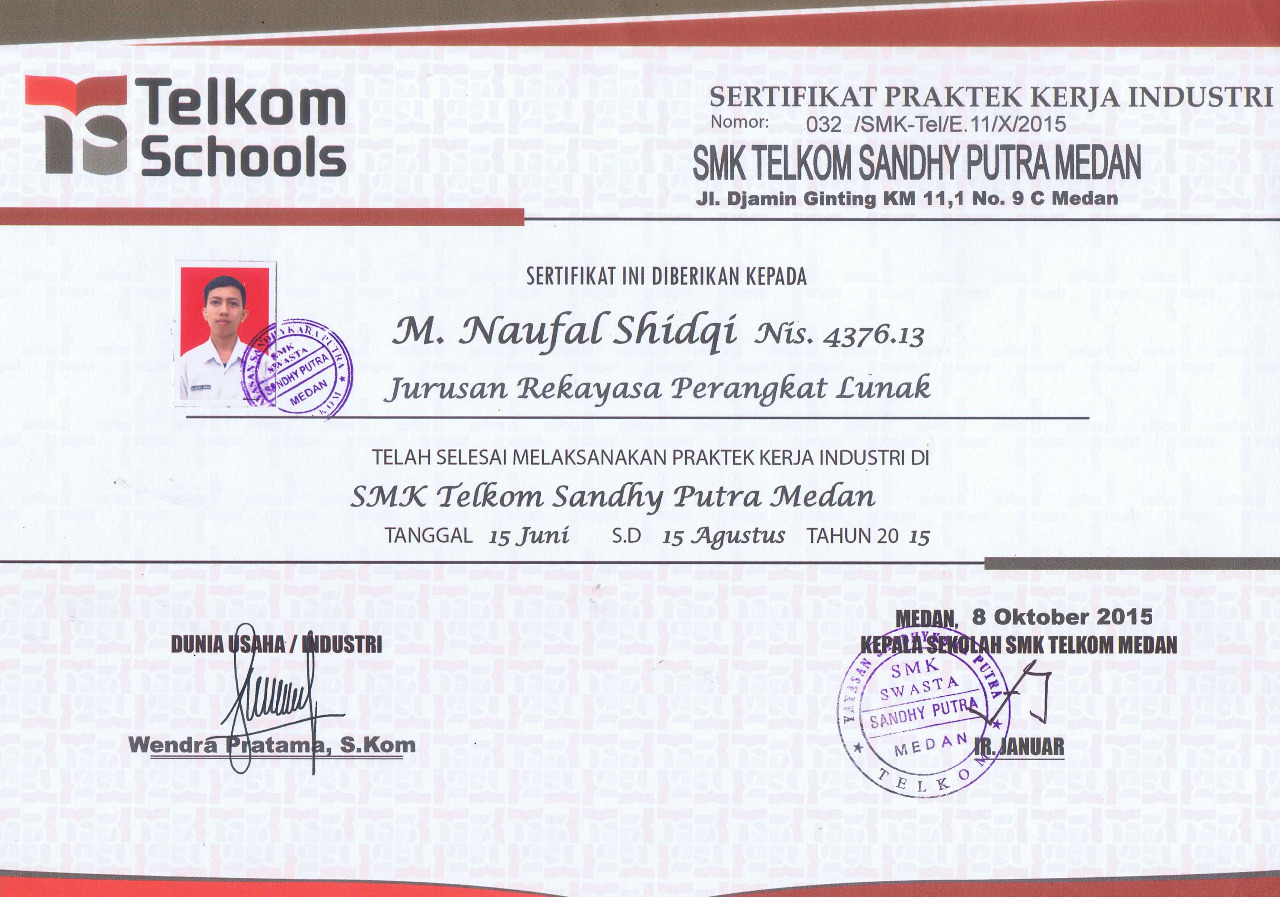 Telkom
Schools
SERTIFIKAT PRAKTEK KERJA INDUSTRI
Nomor: 032 /SMK-Tel/E.11/X/2015
SMK TELKOM SANDHY PUTRA MEDAN
Jl. Djamin Ginting KM 11,1 No. 9 C Medan
SERTIFIKAT INI DIBERIKAN KEPADA
M. Naufal Shidqi Nis. 4376.13
Jurusan Rekayasa Perangkat Lunak
SMK
SWASTA
SANDHY PUTRA
MEDAN
TELAH SELESAI MELAKSANAKAN PRAKTEK KERJA INDUSTRI DI
SMK Telkom Sandhy Putra Medan
TANGGAL 15 Juni S.D 15 Agustus TAHUN 20 15
MEDAN, 8 Oktober 2015
DUNIA USAHA / INDUSTRI
KEPALA SEKOLAH SMK TELKOM MEDAN
Wendra Pratama, S.Kom
YAYASAN SANDHYKARA PUTRA
SMK
SWASTA
SANDHY PUTRA
MEDAN
TELKOM
IR. JANUAR